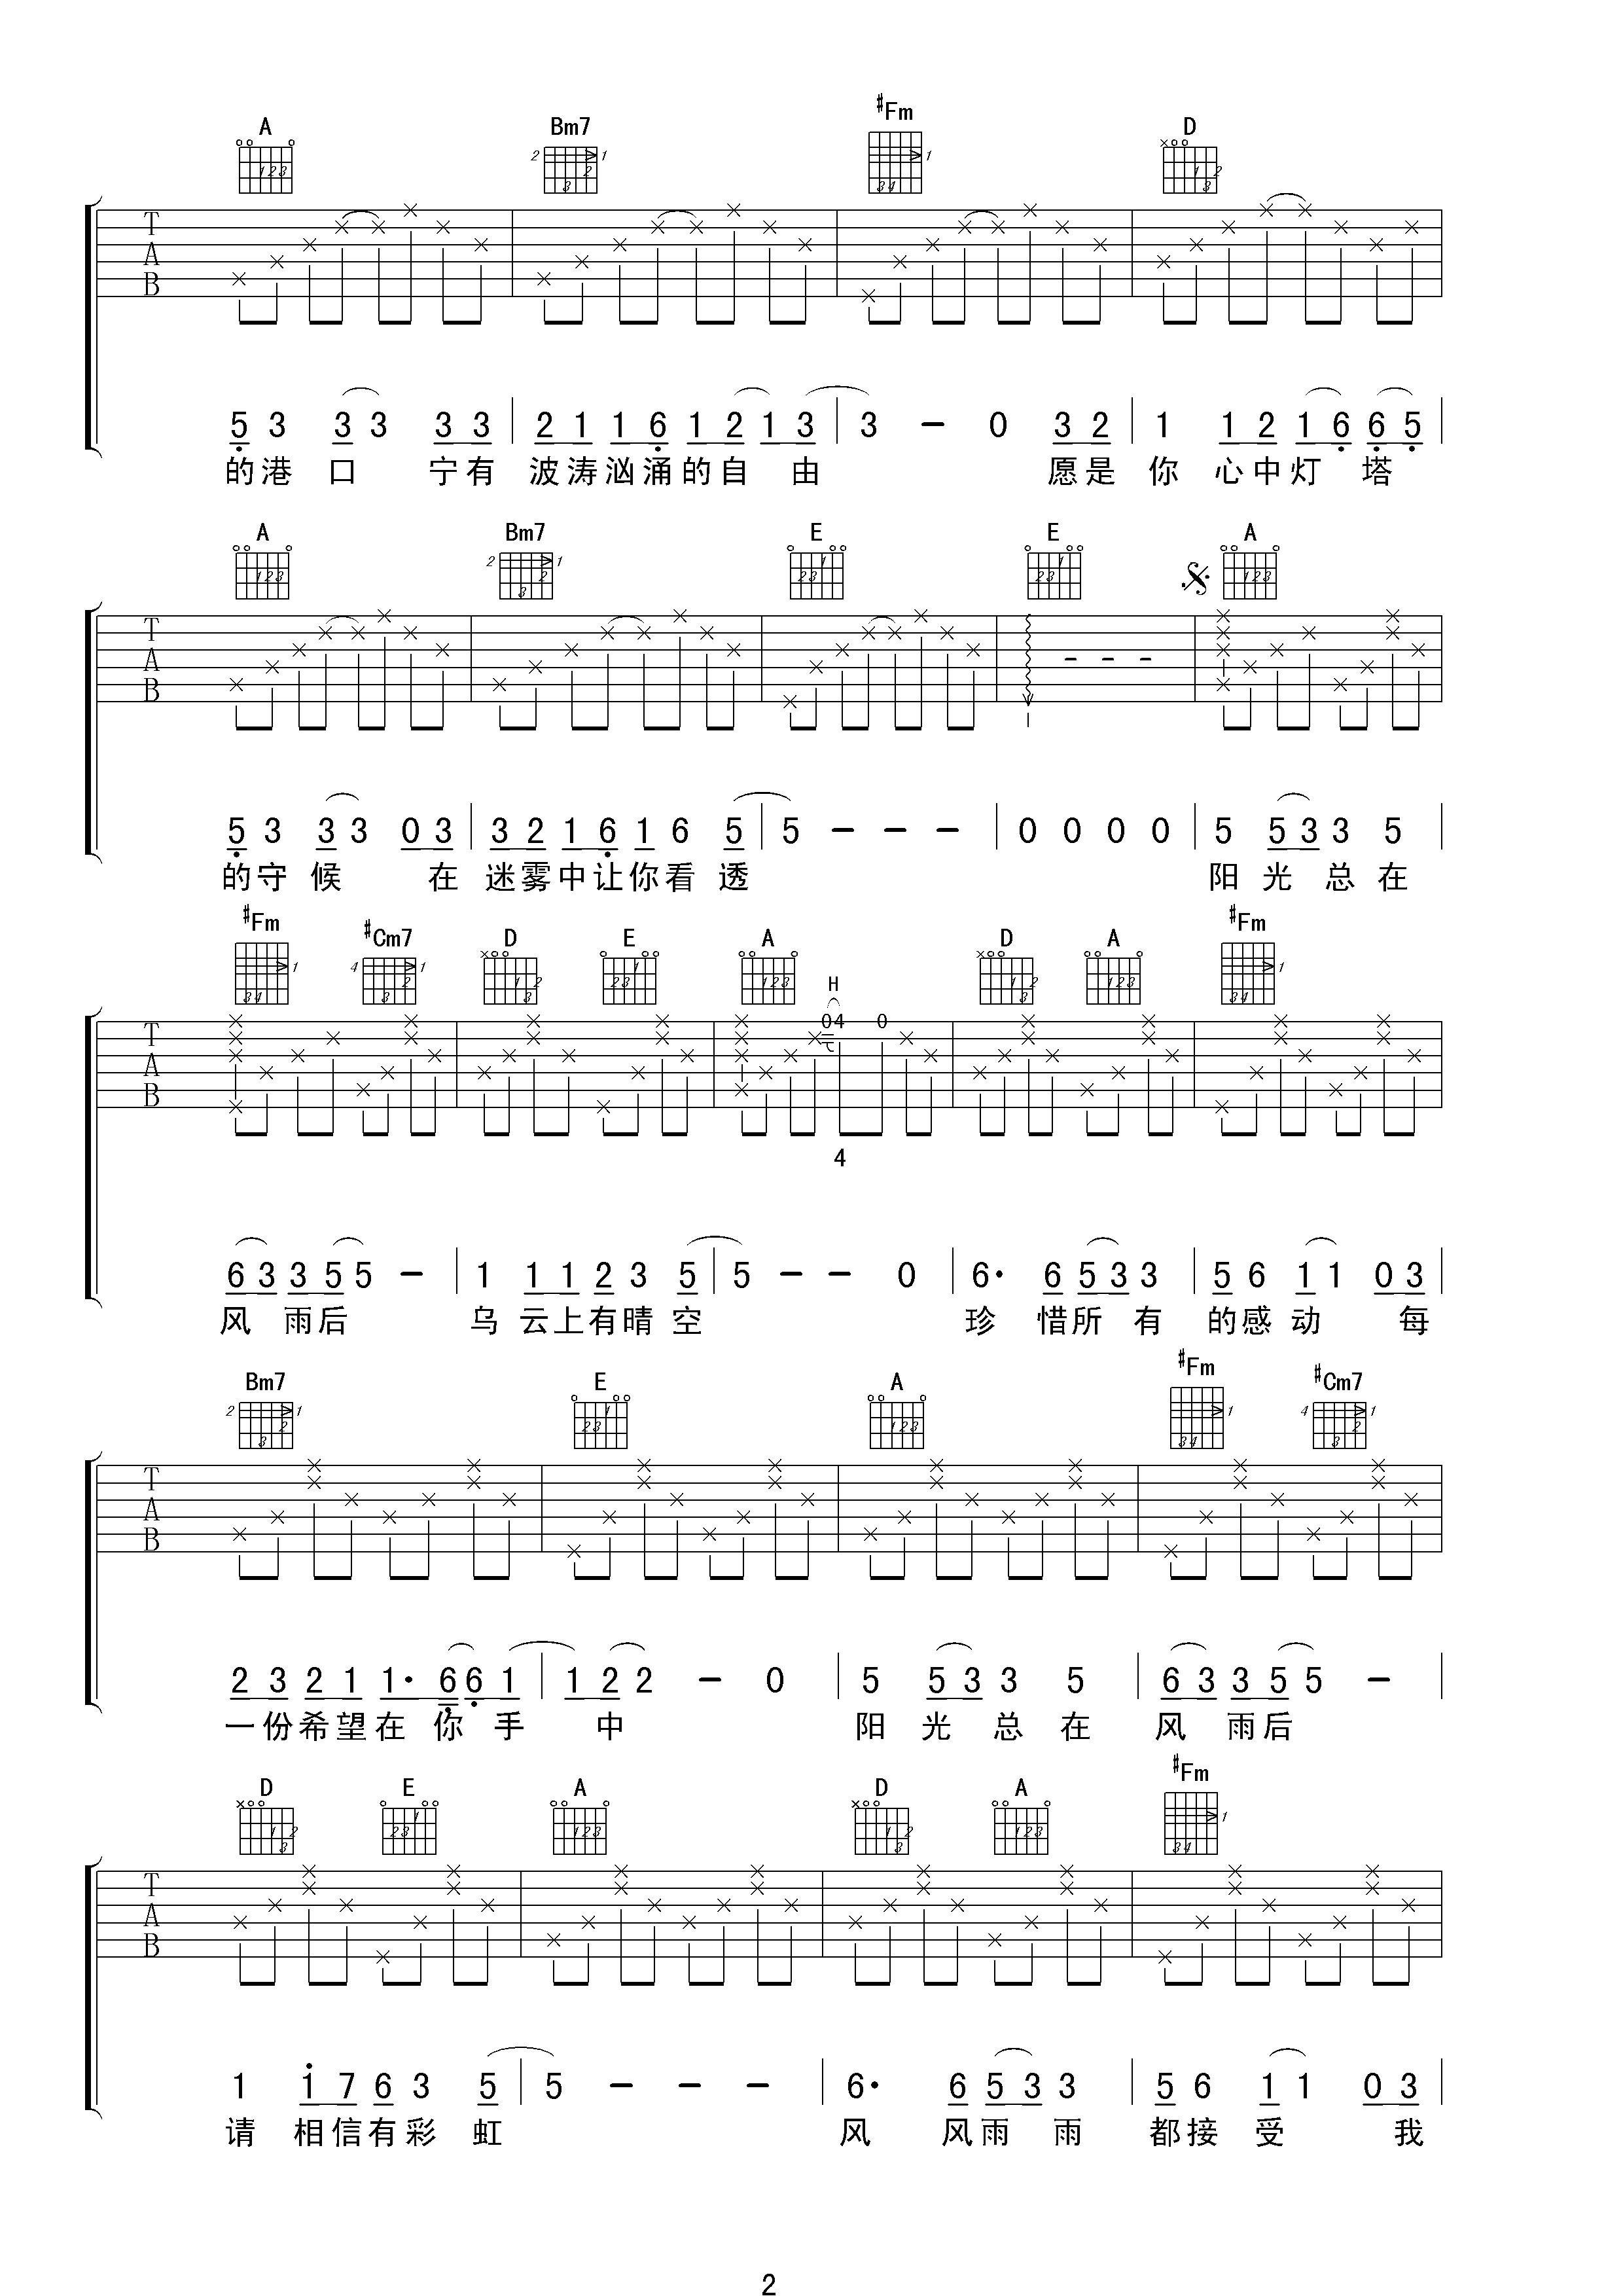 A Bm7 #Fm D
T A B
5 3 3 3 3 3 | 2 1 1 6 1 2 1 3 | 3 - 0 3 2 | 1 1 2 1 6 6 5 |
的港 口 宁有 波涛汹涌的自 由 愿是 你 心中灯 塔
A Bm7 E E A
T A B
5 3 3 3 0 3 | 3 2 1 6 1 6 5 | 5 - - - | 0 0 0 0 | 5 5 3 3 5 |
的守 候 在 迷雾中让你看 透 阳 光 总 在
#Fm #Cm7 D E A D A #Fm
H
T A B 04 0
4
6 3 3 5 5 - | 1 1 1 2 3 5 | 5 - - 0 | 6· 6 5 3 3 | 5 6 1 1 0 3 |
风 雨后 乌 云上有晴 空 珍 惜所 有 的感 动 每
Bm7 E A #Fm #Cm7
T A B
2 3 2 1 1· 6 6 1 | 1 2 2 - 0 | 5 5 3 3 5 | 6 3 3 5 5 - |
一份希望在 你 手 中 阳 光 总 在 风 雨后
D E A D A #Fm
T A B
1 1 7 6 3 5 | 5 - - - | 6· 6 5 3 3 | 5 6 1 1 0 3 |
请 相信有彩 虹 风 风雨 雨 都接 受 我
2